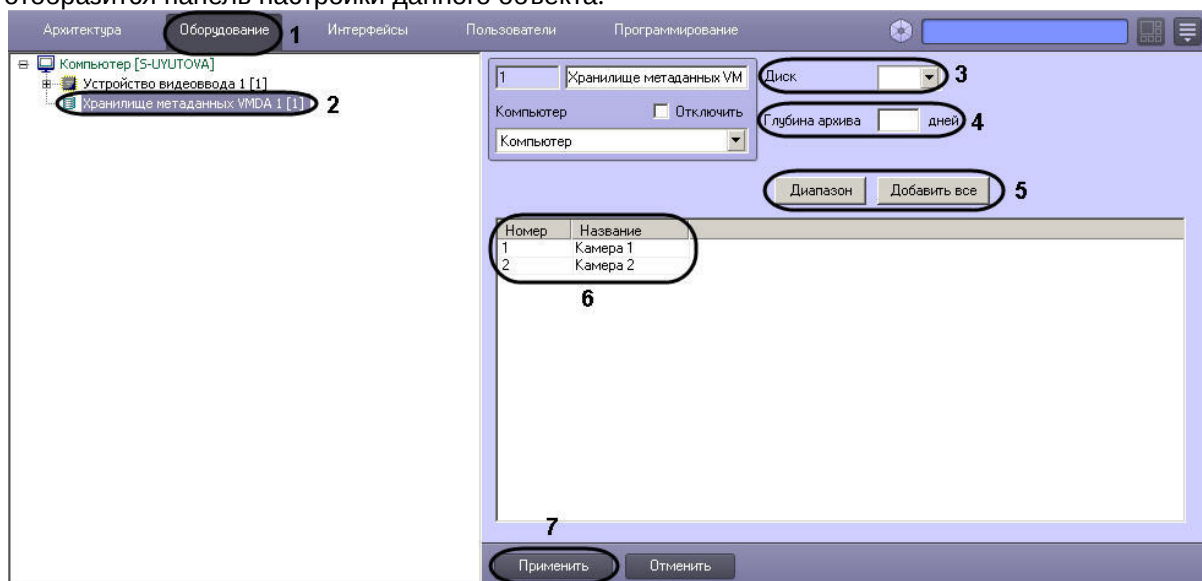 отобразится панель настройки данного объекта.
Архитектура Оборудование 1 Интерфейсы Пользователи Программирование
Компьютер [S-UYUTOVA]
Устройство видеоввода 1 [1]
Хранилище метаданных VMDA 1 [1] 2
1 Хранилище метаданных VM Диск 3
Компьютер Отключить
Глубина архива дней 4
Компьютер
Диапазон Добавить все 5
Номер Название
1 Камера 1
2 Камера 2
6
7
Применить Отменить